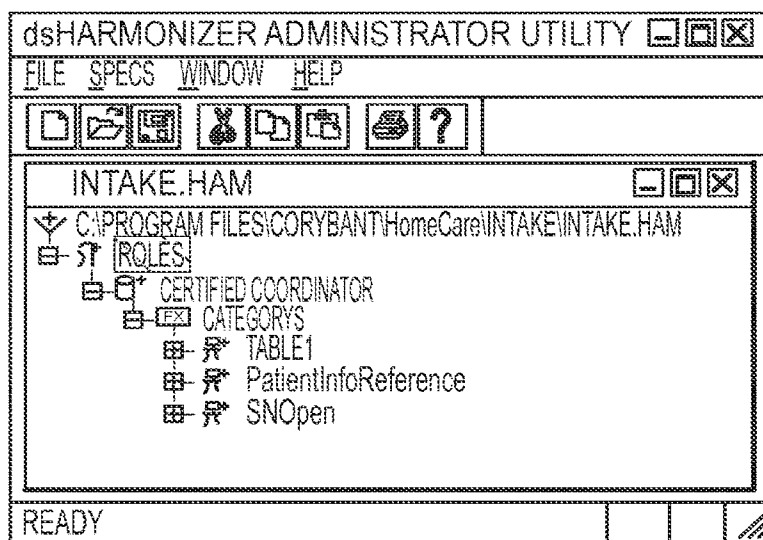 dsHARMONIZER ADMINISTRATOR UTILITY
FILE SPECS WINDOW HELP
?
INTAKE.HAM
C:\PROGRAM FILES\CORYBANT\HomeCare\INTAKE\INTAKE.HAM
ROLES
CERTIFIED COORDINATOR
FX CATEGORYS
TABLE1
PatientInfoReference
SNOpen
READY